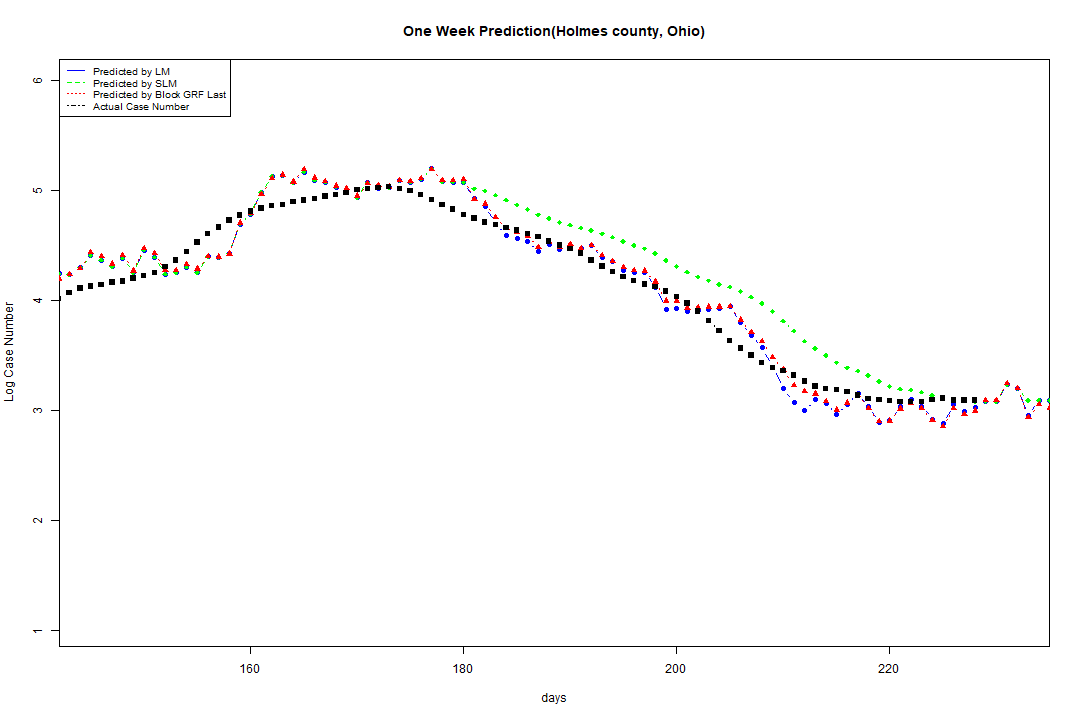 One Week Prediction(Holmes county, Ohio)
Predicted by LM
Predicted by SLM
Predicted by Block GRF Last
Actual Case Number
6
5
4
3
2
1
Log Case Number
160 180 200 220
days